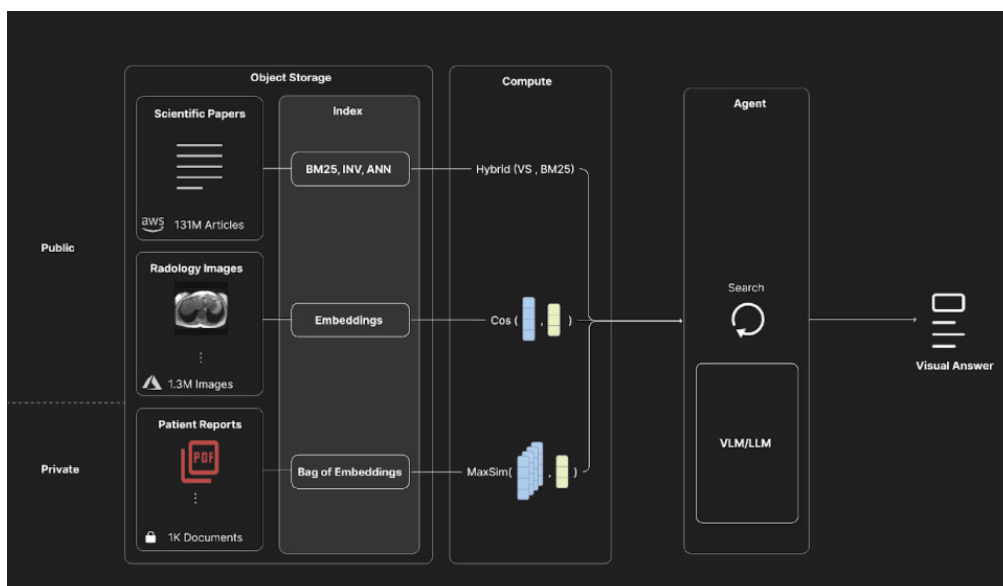 Object Storage
Compute
Agent
Scientific Papers
Index
BM25, INV, ANN
Hybrid (VS , BM25)
aws
131M Articles
Public
Radology Images
Search
Embeddings
Cos ( , )
Visual Answer
1.3M Images
Patient Reports
PDF
VLM/LLM
Private
Bag of Embeddings
MaxSim( , )
1K Documents